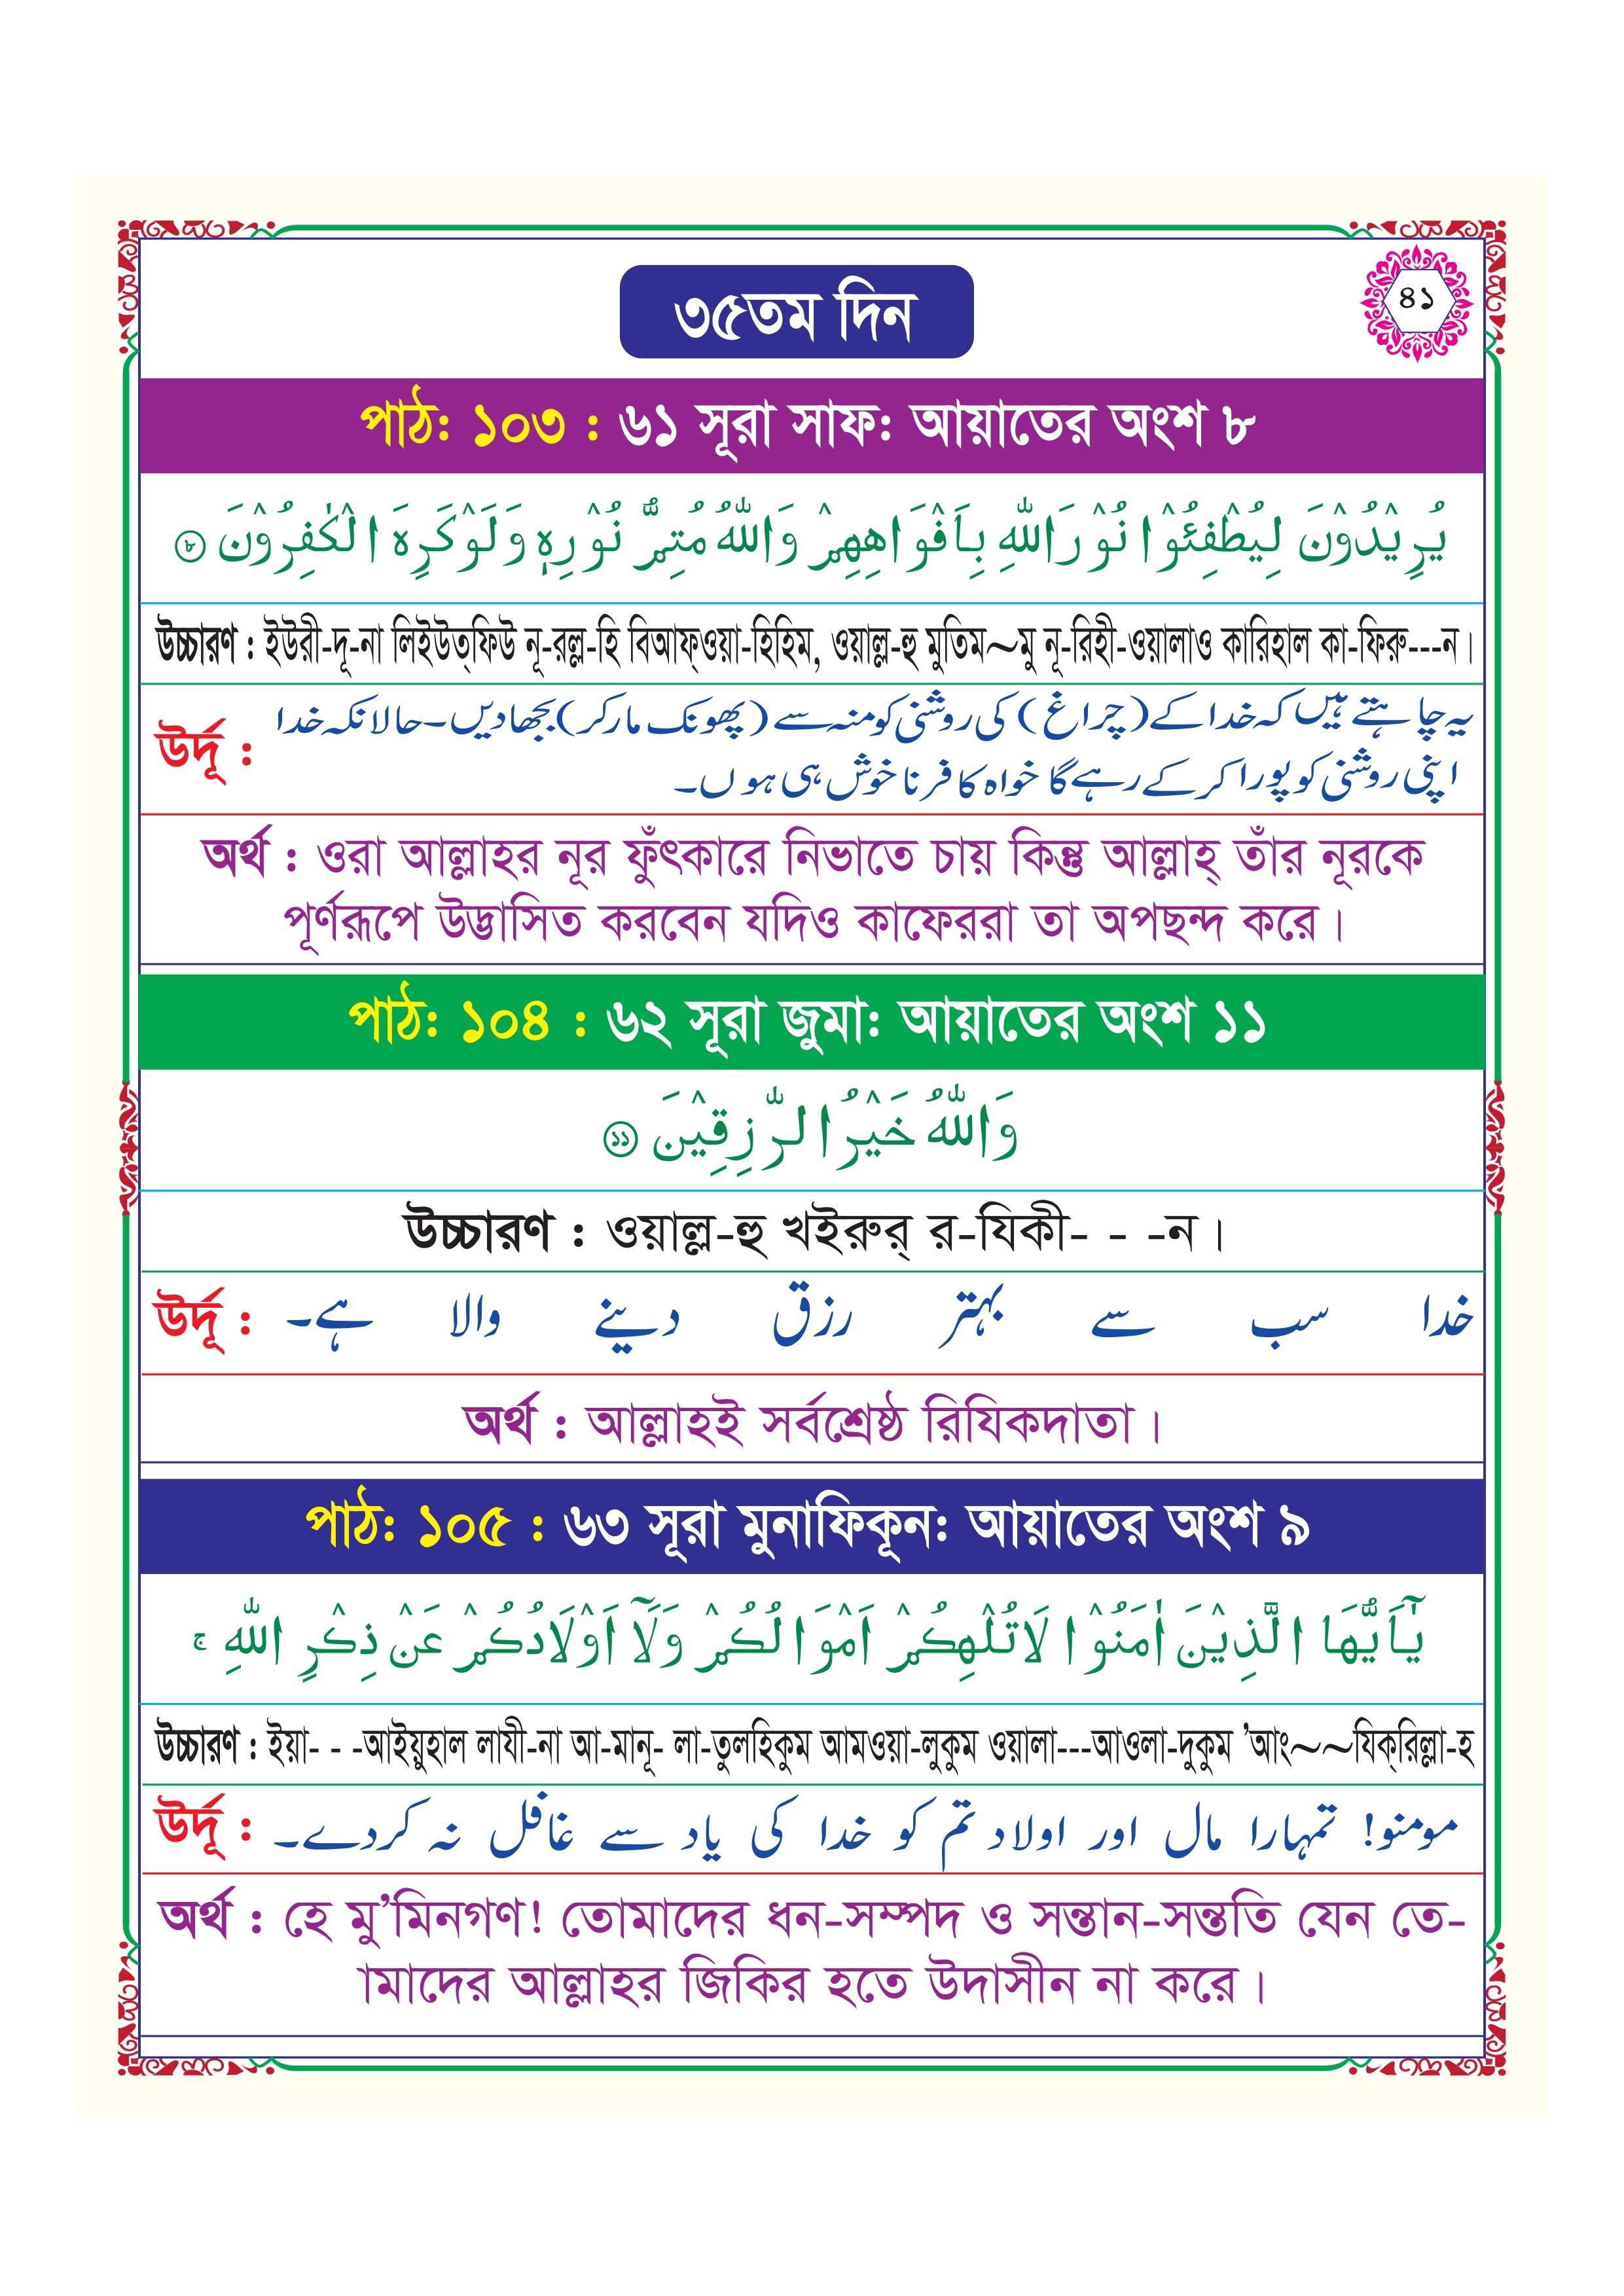 ৩৫তম দিন
৪১
পাঠ: ১০৩ : ৬১ সূরা সাফ: আয়াতের অংশ ৮
يُرِيْدُوْنَ لِيُطْفِئُوْا نُوْرَ اللّٰهِ بِاَفْوَاهِهِمْ وَاللّٰهُ مُتِمُّ نُوْرِهٖ وَلَوْكَرِهَ الْكٰفِرُوْنَ ۸
উচ্চারণ : ইউরী-দূ-না লিইউত্‌ফিউ নূ-রল্ল-হি বিআফ্‌ওয়া-হিহিম, ওয়াল্ল-হু মুতিম~মু নূ-রিহী-ওয়ালাও কারিহাল কা-ফিরু---ন।
উর্দূ : یہ چاہتے ہیں کہ خدا کے (چراغ) کی روشنی کو منہ سے (پھونک مار کر) بجھا دیں۔ حالانکہ خدا
اپنی روشنی کو پورا کر کے رہے گا خواہ کافر ناخوش ہی ہوں۔
অর্থ : ওরা আল্লাহর নূর ফুঁৎকারে নিভাতে চায় কিন্তু আল্লাহ্ তাঁর নূরকে
পূর্ণরূপে উদ্ভাসিত করবেন যদিও কাফেররা তা অপছন্দ করে।
পাঠ: ১০৪ : ৬২ সূরা জুমা: আয়াতের অংশ ১১
وَاللّٰهُ خَيْرُ الرّٰزِقِيْنَ ۱۱
উচ্চারণ : ওয়াল্ল-হু খইরুর্ র-যিকী- - -ন।
উর্দূ : خدا سب سے بہتر رزق دینے والا ہے۔
অর্থ : আল্লাহই সর্বশ্রেষ্ঠ রিযিকদাতা।
পাঠ: ১০৫ : ৬৩ সূরা মুনাফিকূন: আয়াতের অংশ ৯
يٰٓاَيُّهَا الَّذِيْنَ اٰمَنُوْا لَاتُلْهِكُمْ اَمْوَالُكُمْ وَلَآ اَوْلَادُكُمْ عَنْ ذِكْرِ اللّٰهِ ۚ
উচ্চারণ : ইয়া- - -আইয়ুহাল লাযী-না আ-মানূ- লা-তুলহিকুম আমওয়া-লুকুম ওয়ালা---আওলা-দুকুম ’আং~~যিক্‌রিল্লা-হ
উর্দূ : مومنو! تمہارا مال اور اولاد تم کو خدا کی یاد سے غافل نہ کردے۔
অর্থ : হে মু’মিনগণ! তোমাদের ধন-সম্পদ ও সন্তান-সন্ততি যেন তে-
ামাদের আল্লাহর জিকির হতে উদাসীন না করে।